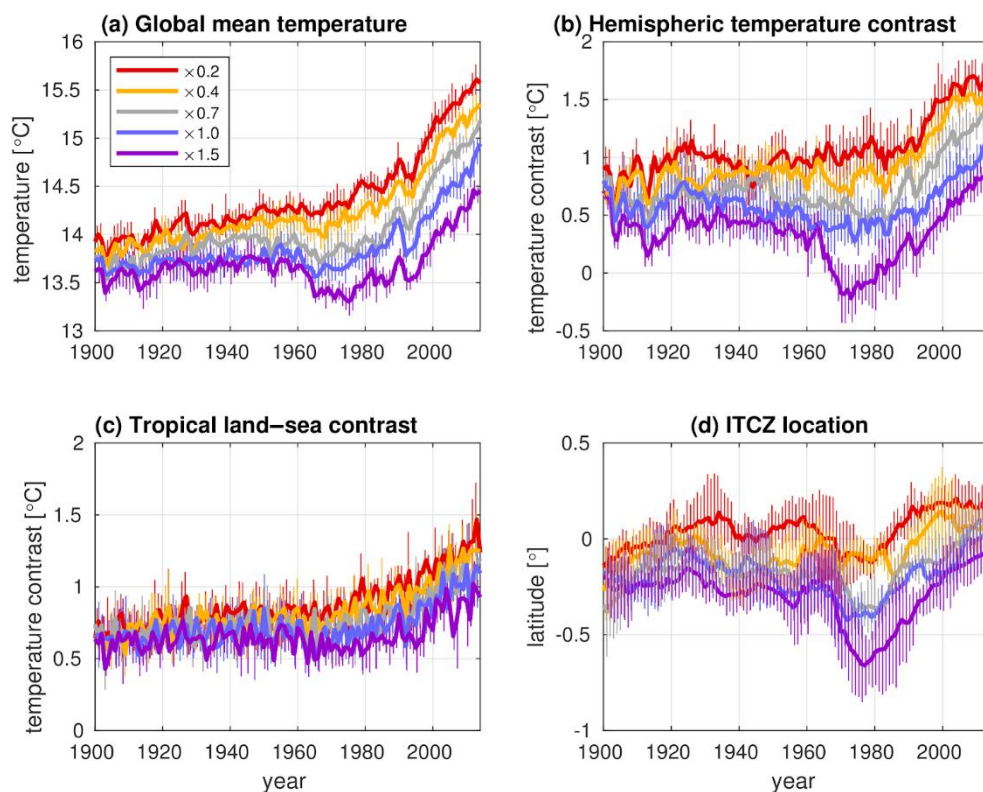 (a) Global mean temperature
16
15.5
15
14.5
14
13.5
13
temperature [°C]
×0.2
×0.4
×0.7
×1.0
×1.5
1900 1920 1940 1960 1980 2000
(b) Hemispheric temperature contrast
2
1.5
1
0.5
0
-0.5
temperature contrast [°C]
1900 1920 1940 1960 1980 2000
(c) Tropical land−sea contrast
2
1.5
1
0.5
0
temperature contrast [°C]
1900 1920 1940 1960 1980 2000
year
(d) ITCZ location
0.5
0
-0.5
-1
latitude [°]
1900 1920 1940 1960 1980 2000
year